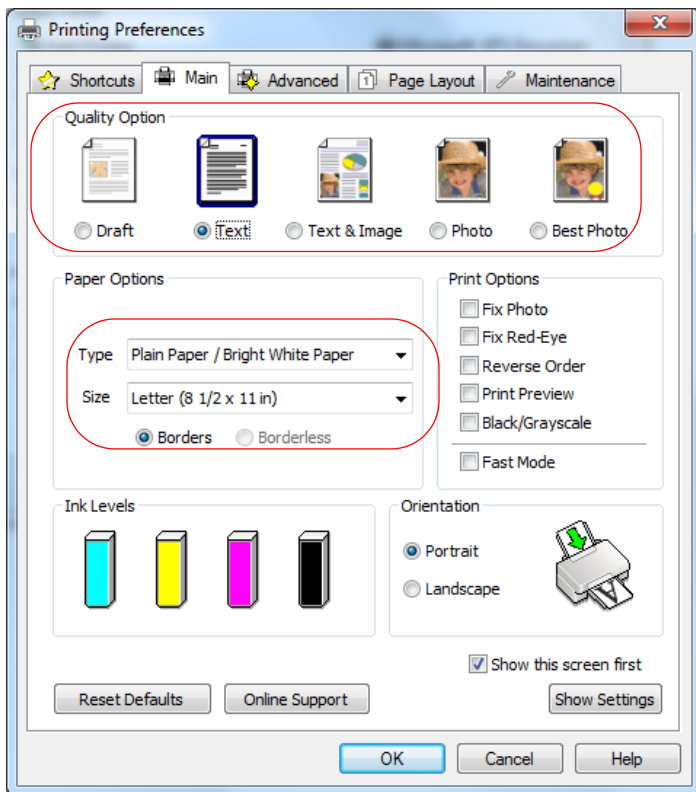 Printing Preferences
Shortcuts Main Advanced 1 Page Layout Maintenance
Quality Option
Draft Text Text & Image Photo Best Photo
Paper Options
Type Plain Paper / Bright White Paper
Size Letter (8 1/2 x 11 in)
Borders Borderless
Print Options
Fix Photo
Fix Red-Eye
Reverse Order
Print Preview
Black/Grayscale
Fast Mode
Ink Levels
Orientation
Portrait
Landscape
A
Show this screen first
Reset Defaults Online Support Show Settings
OK Cancel Help